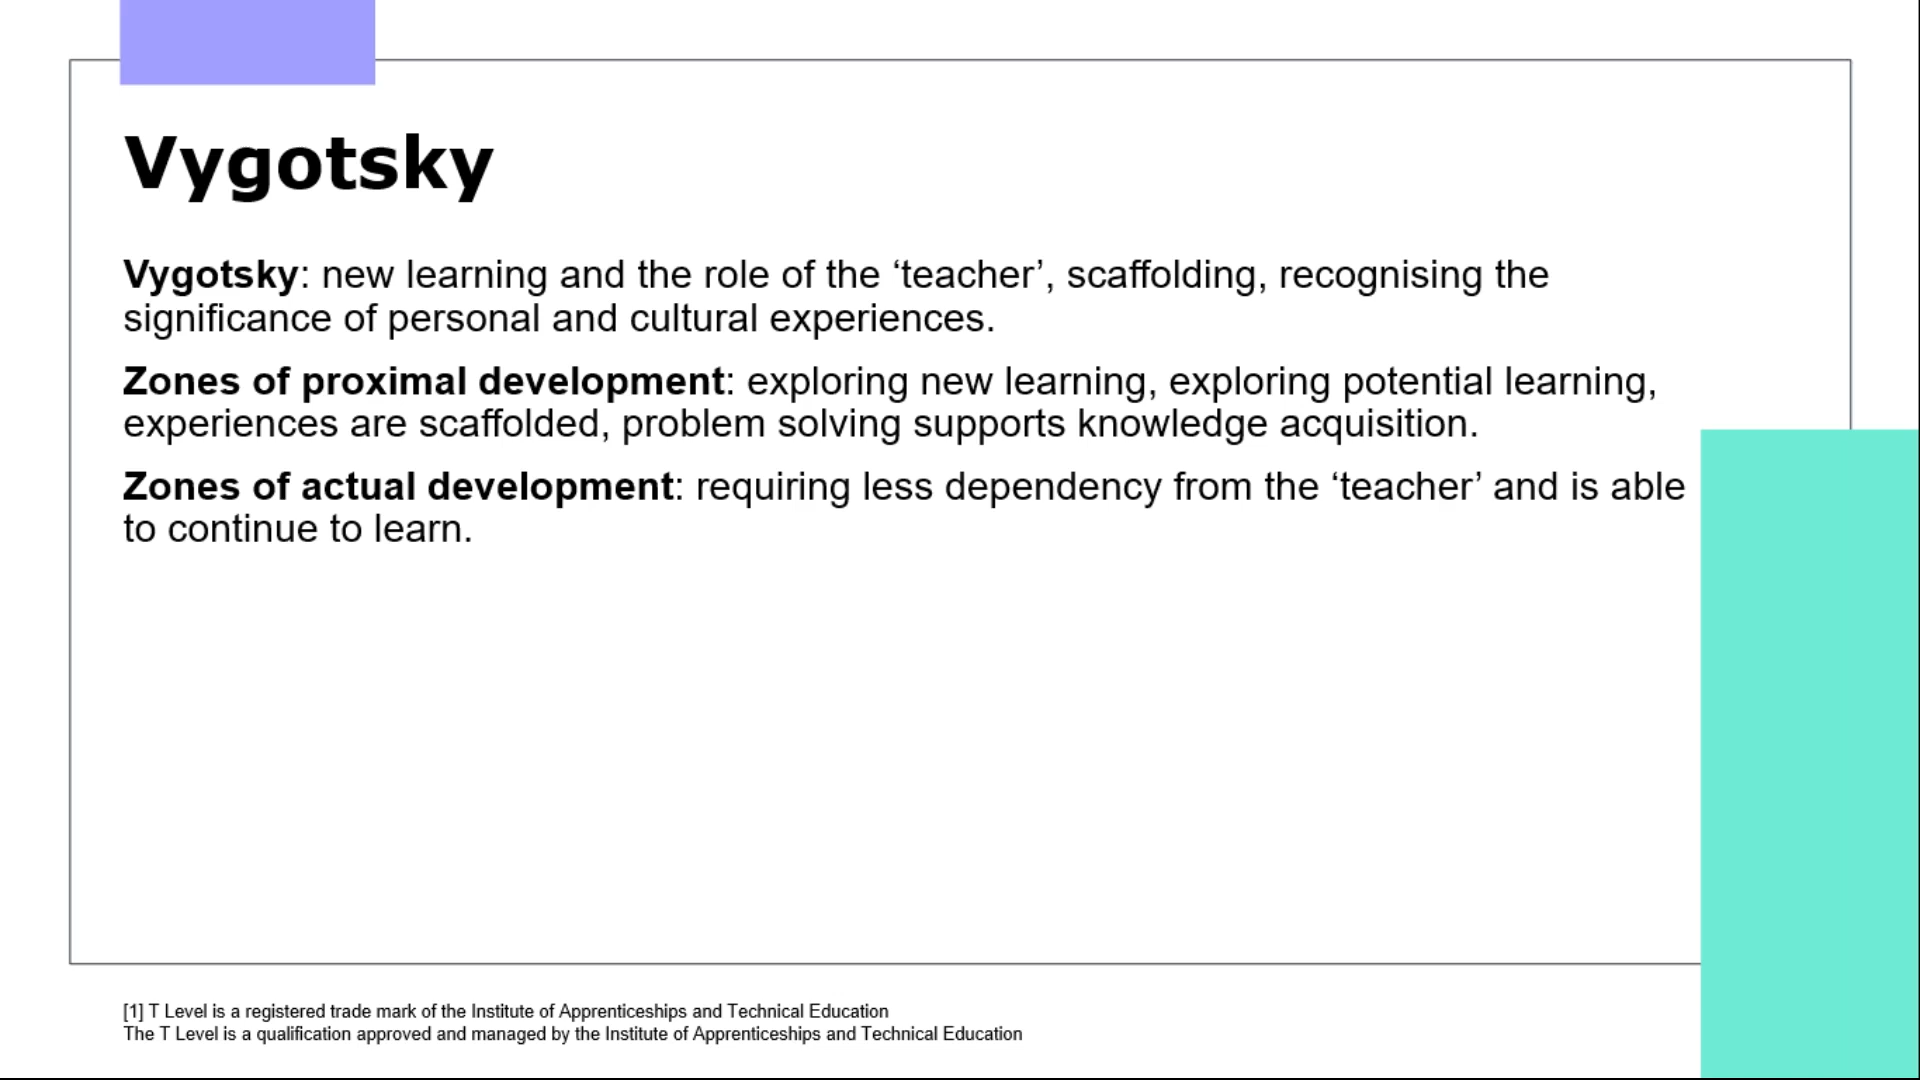 Vygotsky
Vygotsky: new learning and the role of the ‘teacher’, scaffolding, recognising the
significance of personal and cultural experiences.
Zones of proximal development: exploring new learning, exploring potential learning,
experiences are scaffolded, problem solving supports knowledge acquisition.
Zones of actual development: requiring less dependency from the ‘teacher’ and is able
to continue to learn.
[1] T Level is a registered trade mark of the Institute of Apprenticeships and Technical Education
The T Level is a qualification approved and managed by the Institute of Apprenticeships and Technical Education